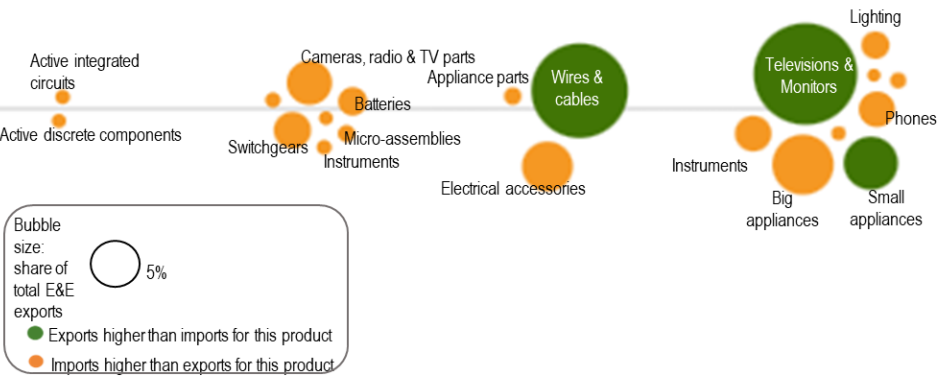 Lighting
Cameras, radio & TV parts
Active integrated
circuits
Appliance parts
Wires &
cables
Televisions &
Monitors
Batteries
Phones
Active discrete components
Switchgears
Micro-assemblies
Instruments
Instruments
Electrical accessories
Big
appliances
Small
appliances
Bubble
size:
share of
total E&E
exports
5%
Exports higher than imports for this product
Imports higher than exports for this product